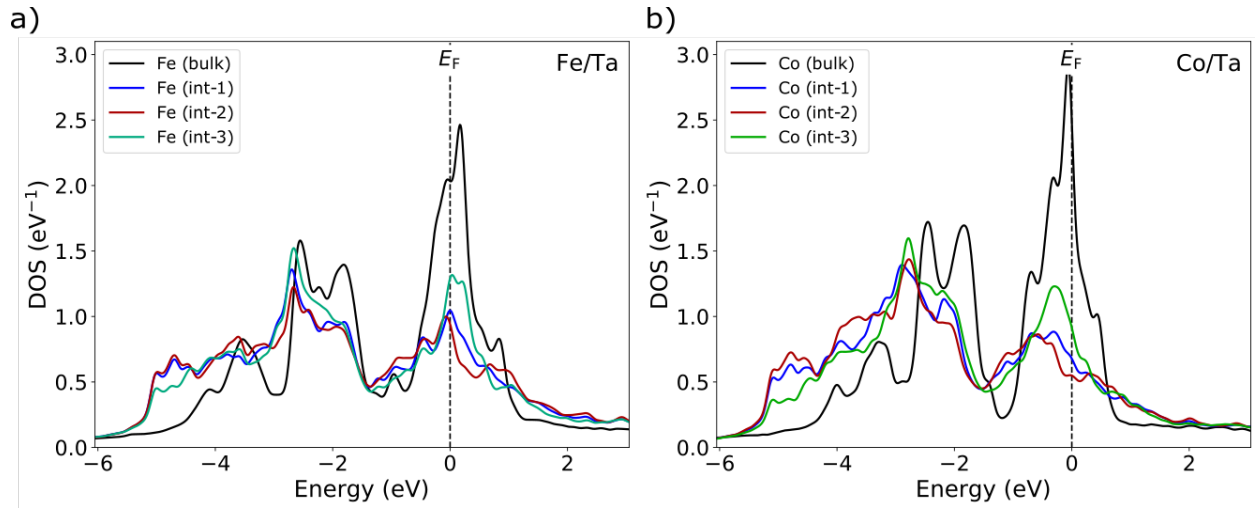 a)
3.0
2.5
2.0
1.5
1.0
0.5
0.0
DOS (eV⁻¹)
Fe (bulk)
Fe (int-1)
Fe (int-2)
Fe (int-3)
E_F
Fe/Ta
−6 −4 −2 0 2
Energy (eV)
b)
3.0
2.5
2.0
1.5
1.0
0.5
0.0
DOS (eV⁻¹)
Co (bulk)
Co (int-1)
Co (int-2)
Co (int-3)
E_F
Co/Ta
−6 −4 −2 0 2
Energy (eV)